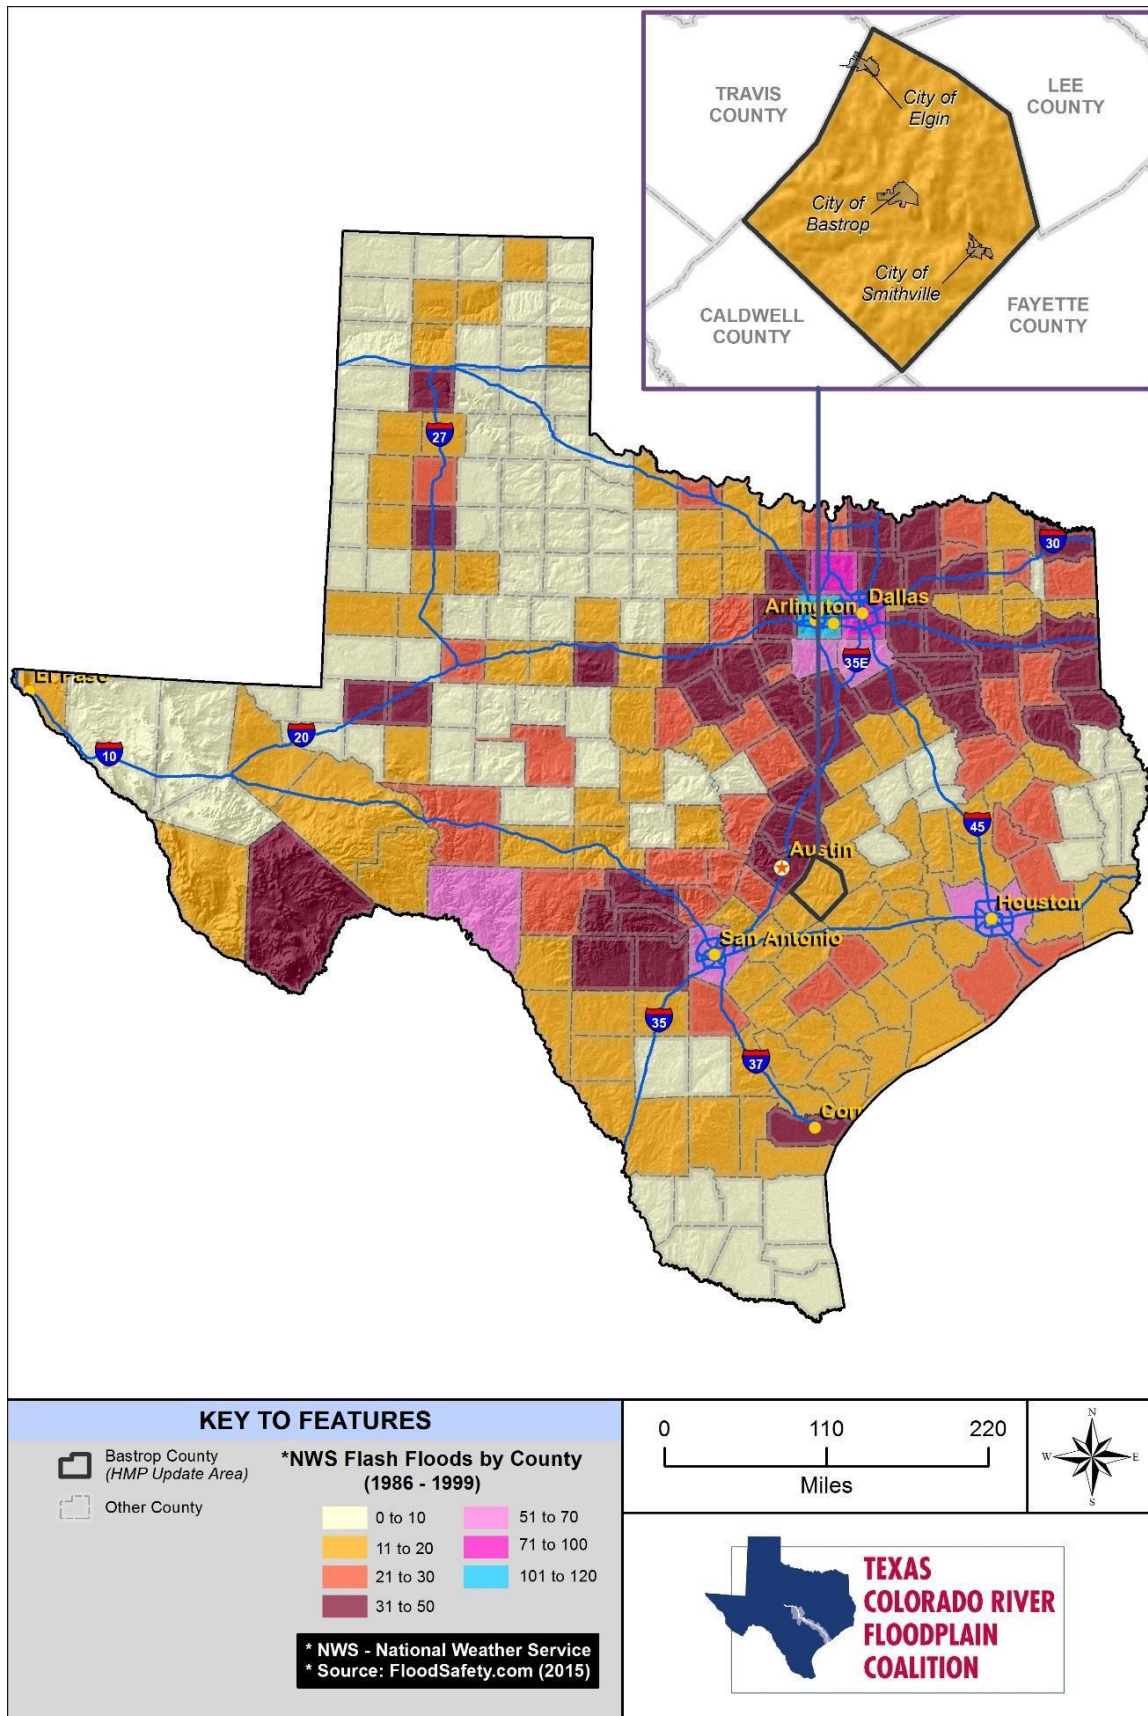 TRAVIS
COUNTY
LEE
COUNTY
City of
Elgin
City of
Bastrop
City of
Smithville
CALDWELL
COUNTY
FAYETTE
COUNTY
27
30
Arlington
Dallas
35E
El Paso
20
10
45
Austin
Houston
San Antonio
35
37
Corp
KEY TO FEATURES
Bastrop County
(HMP Update Area)
Other County
*NWS Flash Floods by County
(1986 - 1999)
0 to 10
11 to 20
21 to 30
31 to 50
51 to 70
71 to 100
101 to 120
* NWS - National Weather Service
* Source: FloodSafety.com (2015)
0 110 220
Miles
N
W E
S
TEXAS
COLORADO RIVER
FLOODPLAIN
COALITION